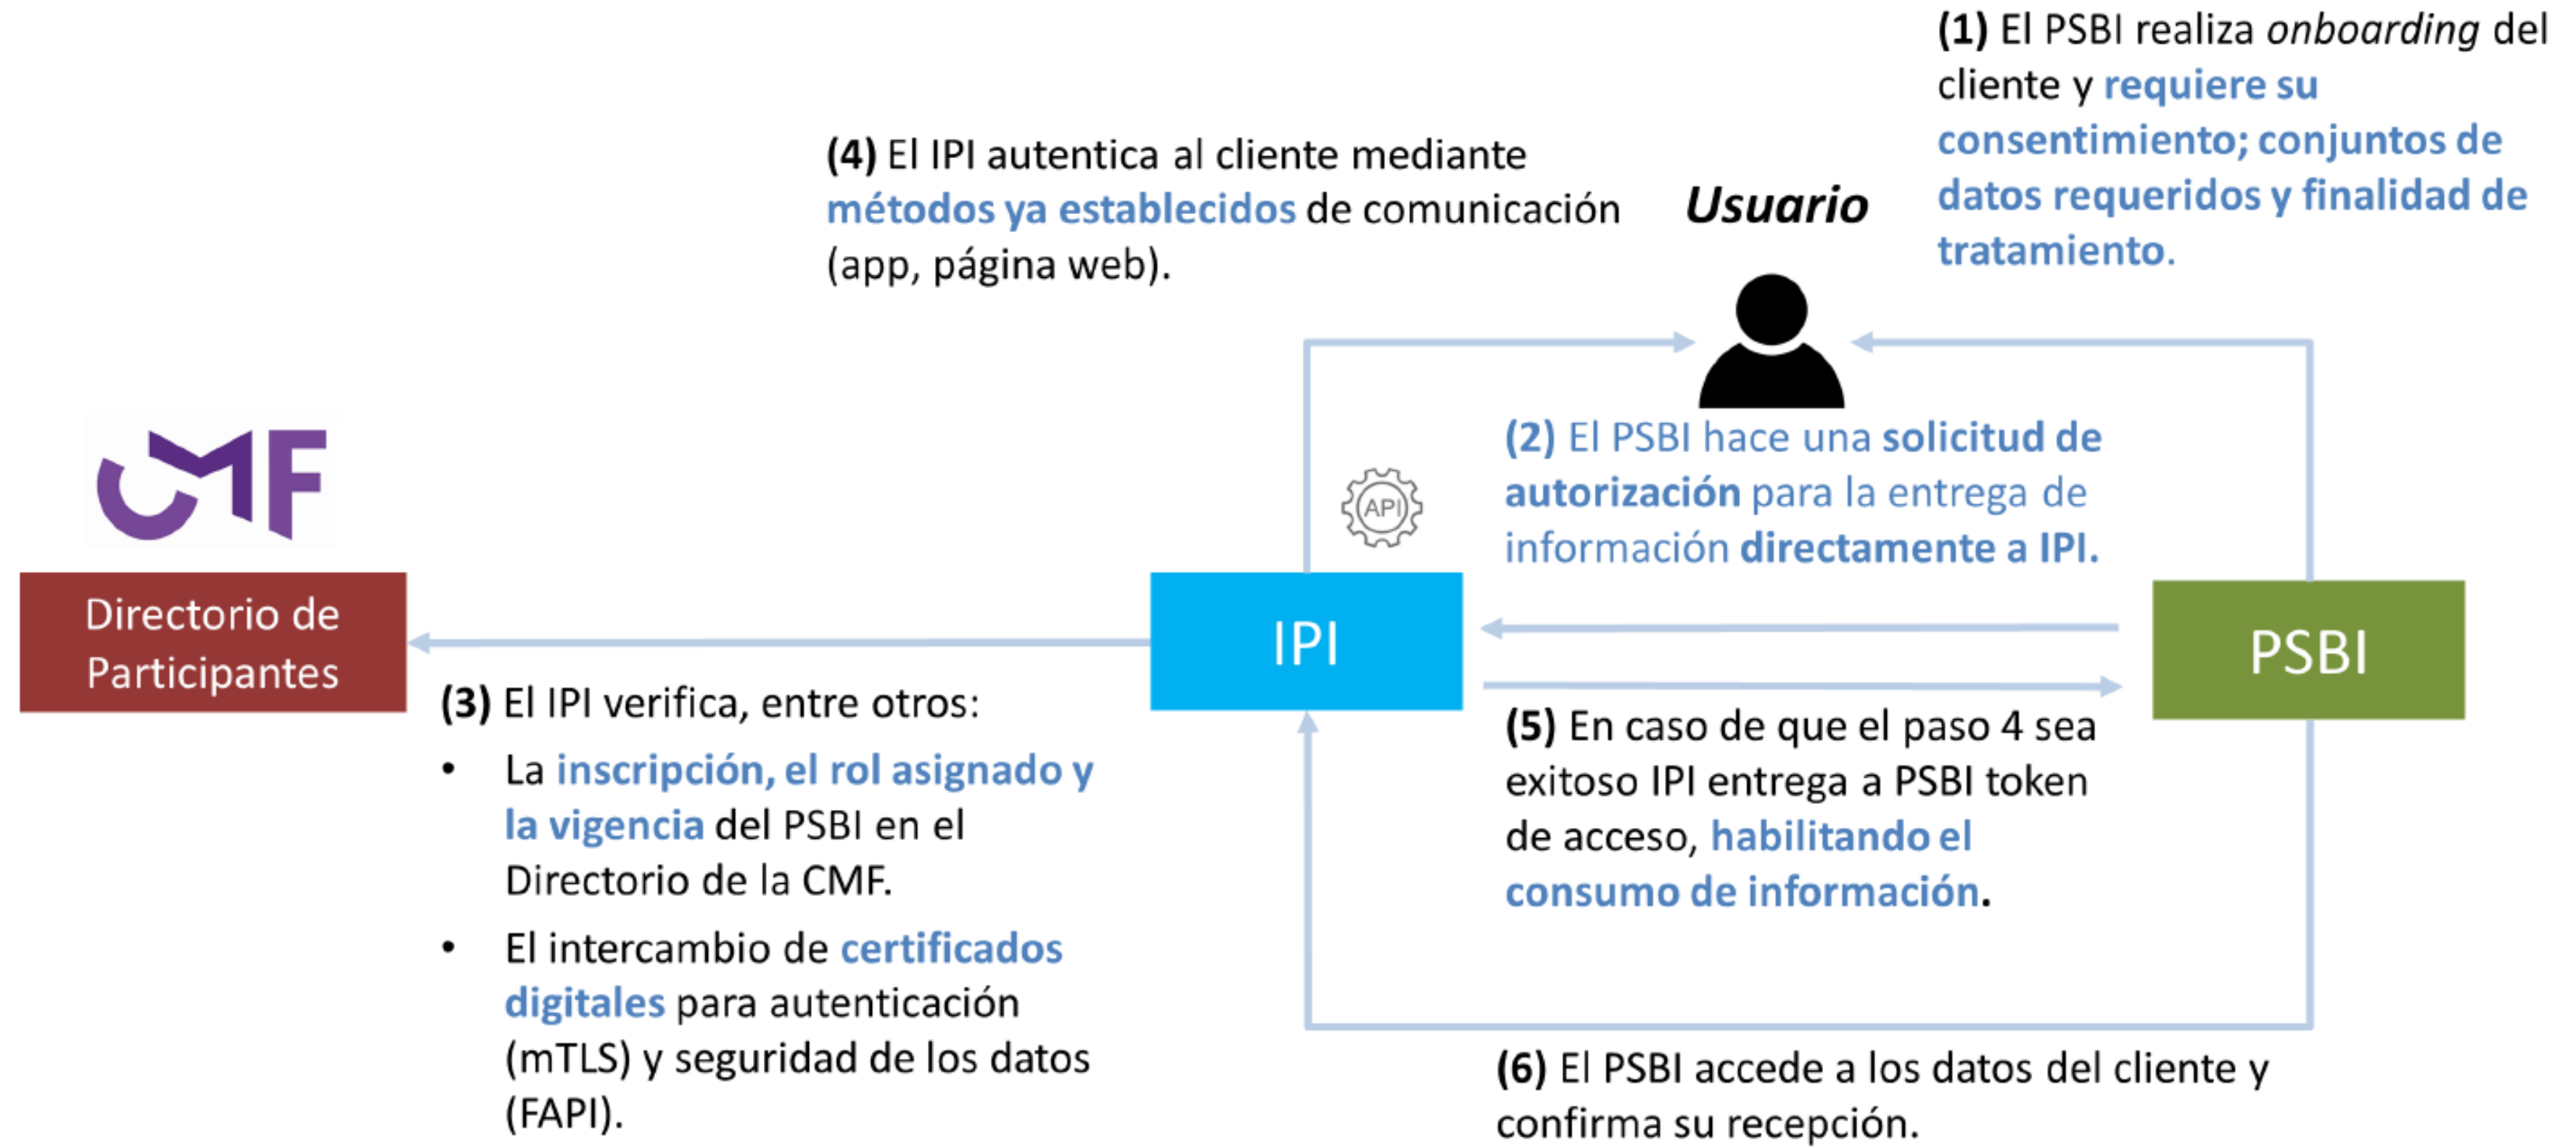 (1) El PSBI realiza onboarding del
cliente y requiere su
consentimiento; conjuntos de
datos requeridos y finalidad de
tratamiento.
(4) El IPI autentica al cliente mediante
métodos ya establecidos de comunicación
(app, página web).
Usuario
CMF
Directorio de
Participantes
API
(2) El PSBI hace una solicitud de
autorización para la entrega de
información directamente a IPI.
IPI
PSBI
(3) El IPI verifica, entre otros:
• La inscripción, el rol asignado y
la vigencia del PSBI en el
Directorio de la CMF.
• El intercambio de certificados
digitales para autenticación
(mTLS) y seguridad de los datos
(FAPI).
(5) En caso de que el paso 4 sea
exitoso IPI entrega a PSBI token
de acceso, habilitando el
consumo de información.
(6) El PSBI accede a los datos del cliente y
confirma su recepción.